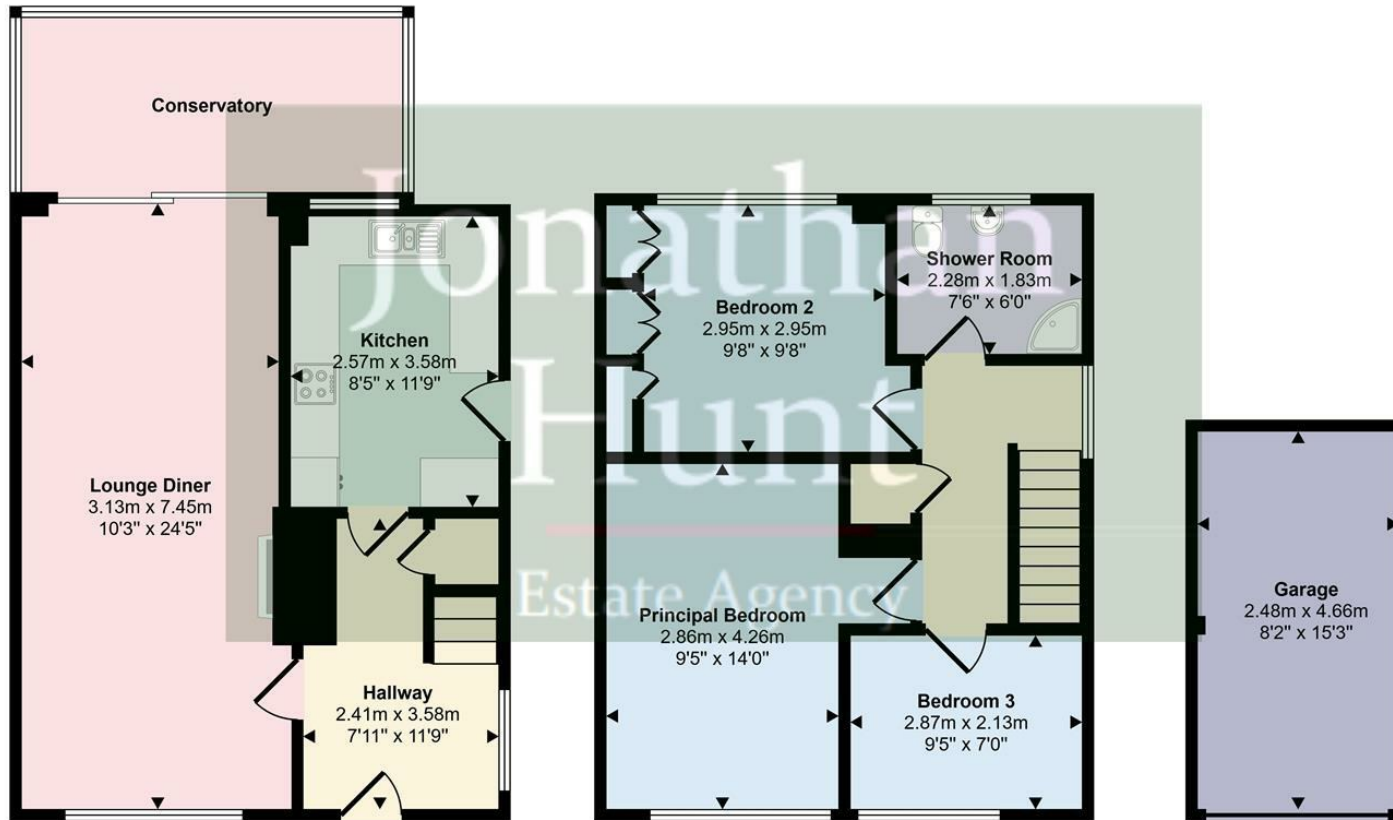 Conservatory
Jonathan
Hunt
Estate Agency
Kitchen
2.57m x 3.58m
8'5" x 11'9"
Lounge Diner
3.13m x 7.45m
10'3" x 24'5"
Hallway
2.41m x 3.58m
7'11" x 11'9"
Bedroom 2
2.95m x 2.95m
9'8" x 9'8"
Shower Room
2.28m x 1.83m
7'6" x 6'0"
Principal Bedroom
2.86m x 4.26m
9'5" x 14'0"
Bedroom 3
2.87m x 2.13m
9'5" x 7'0"
Garage
2.48m x 4.66m
8'2" x 15'3"